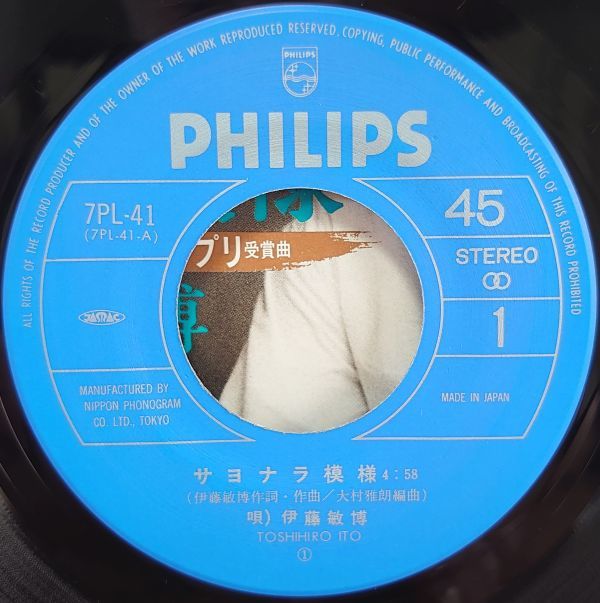 ALL RIGHTS OF THE RECORD PRODUCER AND OF THE OWNER OF THE WORK REPRODUCED RESERVED. COPYING, PUBLIC PERFORMANCE AND BROADCASTING OF THIS RECORD PROHIBITED
PHILIPS
PHILIPS
7PL-41
(7PL-41-A)
45
STEREO
1
プリ受賞曲
博
JASRAC
MANUFACTURED BY
NIPPON PHONOGRAM
CO. LTD., TOKYO
MADE IN JAPAN
サヨナラ模様 4:58
(伊藤敏博作詞・作曲/大村雅朗編曲)
唄) 伊藤敏博
TOSHIHIRO ITO
①